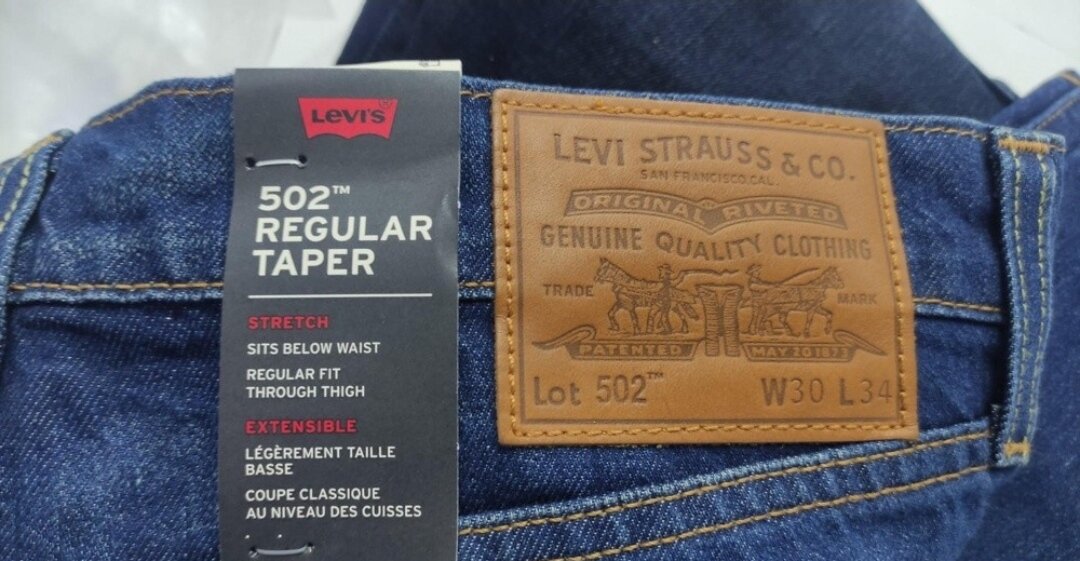 Levi's
502™
REGULAR
TAPER
STRETCH
SITS BELOW WAIST
REGULAR FIT
THROUGH THIGH
EXTENSIBLE
LÉGÈREMENT TAILLE
BASSE
COUPE CLASSIQUE
AU NIVEAU DES CUISSES
LEVI STRAUSS & CO.
SAN FRANCISCO, CAL.
ORIGINAL RIVETED
GENUINE QUALITY CLOTHING
TRADE MARK
PATENTED MAY 20 1873
Lot 502™ W30 L34